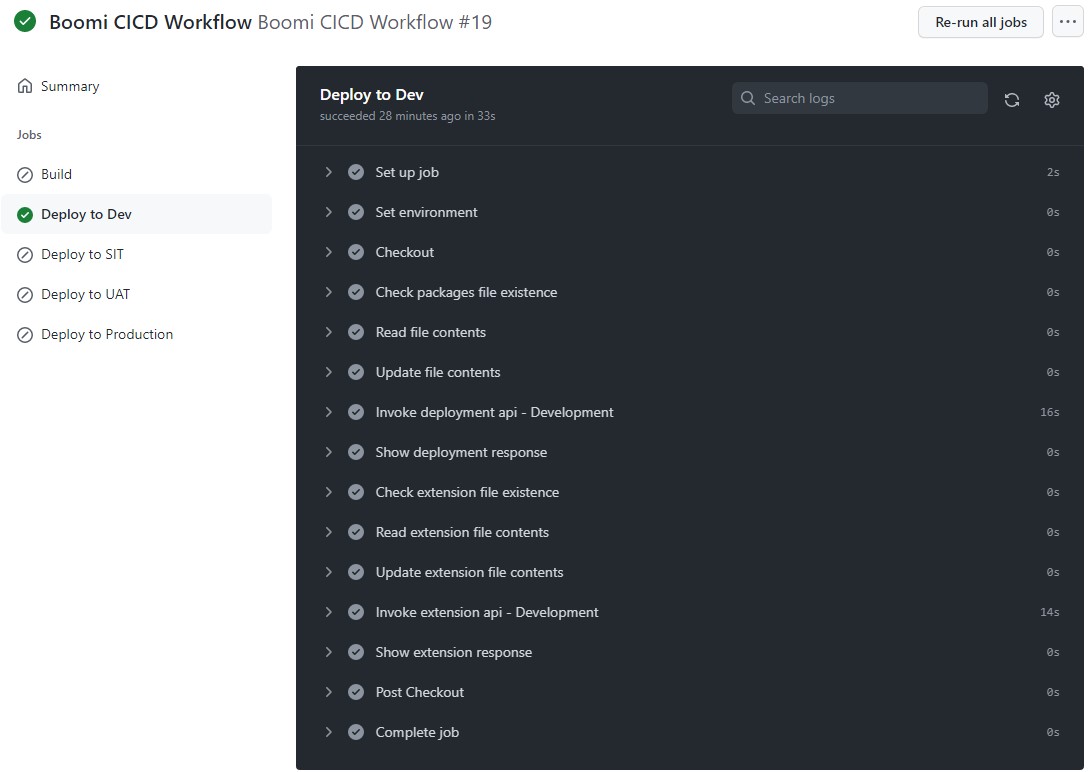 Boomi CICD Workflow Boomi CICD Workflow #19
Re-run all jobs
Summary
Jobs
Build
Deploy to Dev
Deploy to SIT
Deploy to UAT
Deploy to Production
Deploy to Dev
succeeded 28 minutes ago in 33s
Search logs
Set up job 2s
Set environment 0s
Checkout 0s
Check packages file existence 0s
Read file contents 0s
Update file contents 0s
Invoke deployment api - Development 16s
Show deployment response 0s
Check extension file existence 0s
Read extension file contents 0s
Update extension file contents 0s
Invoke extension api - Development 14s
Show extension response 0s
Post Checkout 0s
Complete job 0s